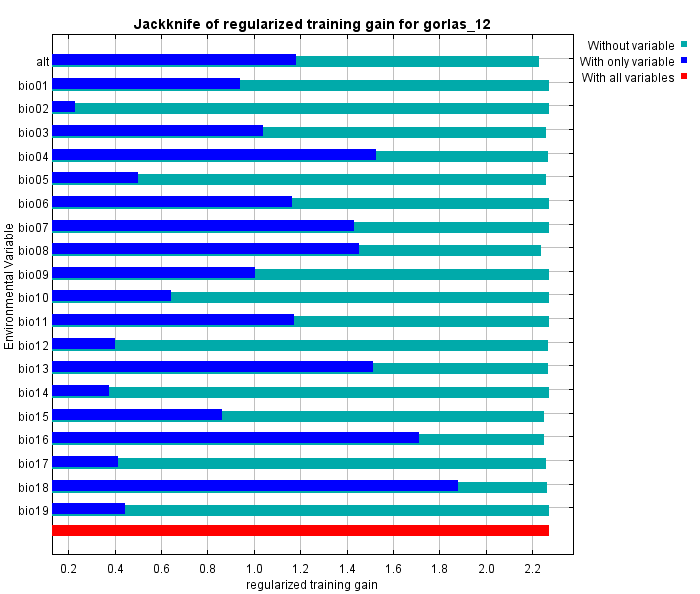 Jackknife of regularized training gain for gorlas_12
Without variable
With only variable
With all variables
Environmental Variable
alt
bio01
bio02
bio03
bio04
bio05
bio06
bio07
bio08
bio09
bio10
bio11
bio12
bio13
bio14
bio15
bio16
bio17
bio18
bio19
0.2 0.4 0.6 0.8 1.0 1.2 1.4 1.6 1.8 2.0 2.2
regularized training gain